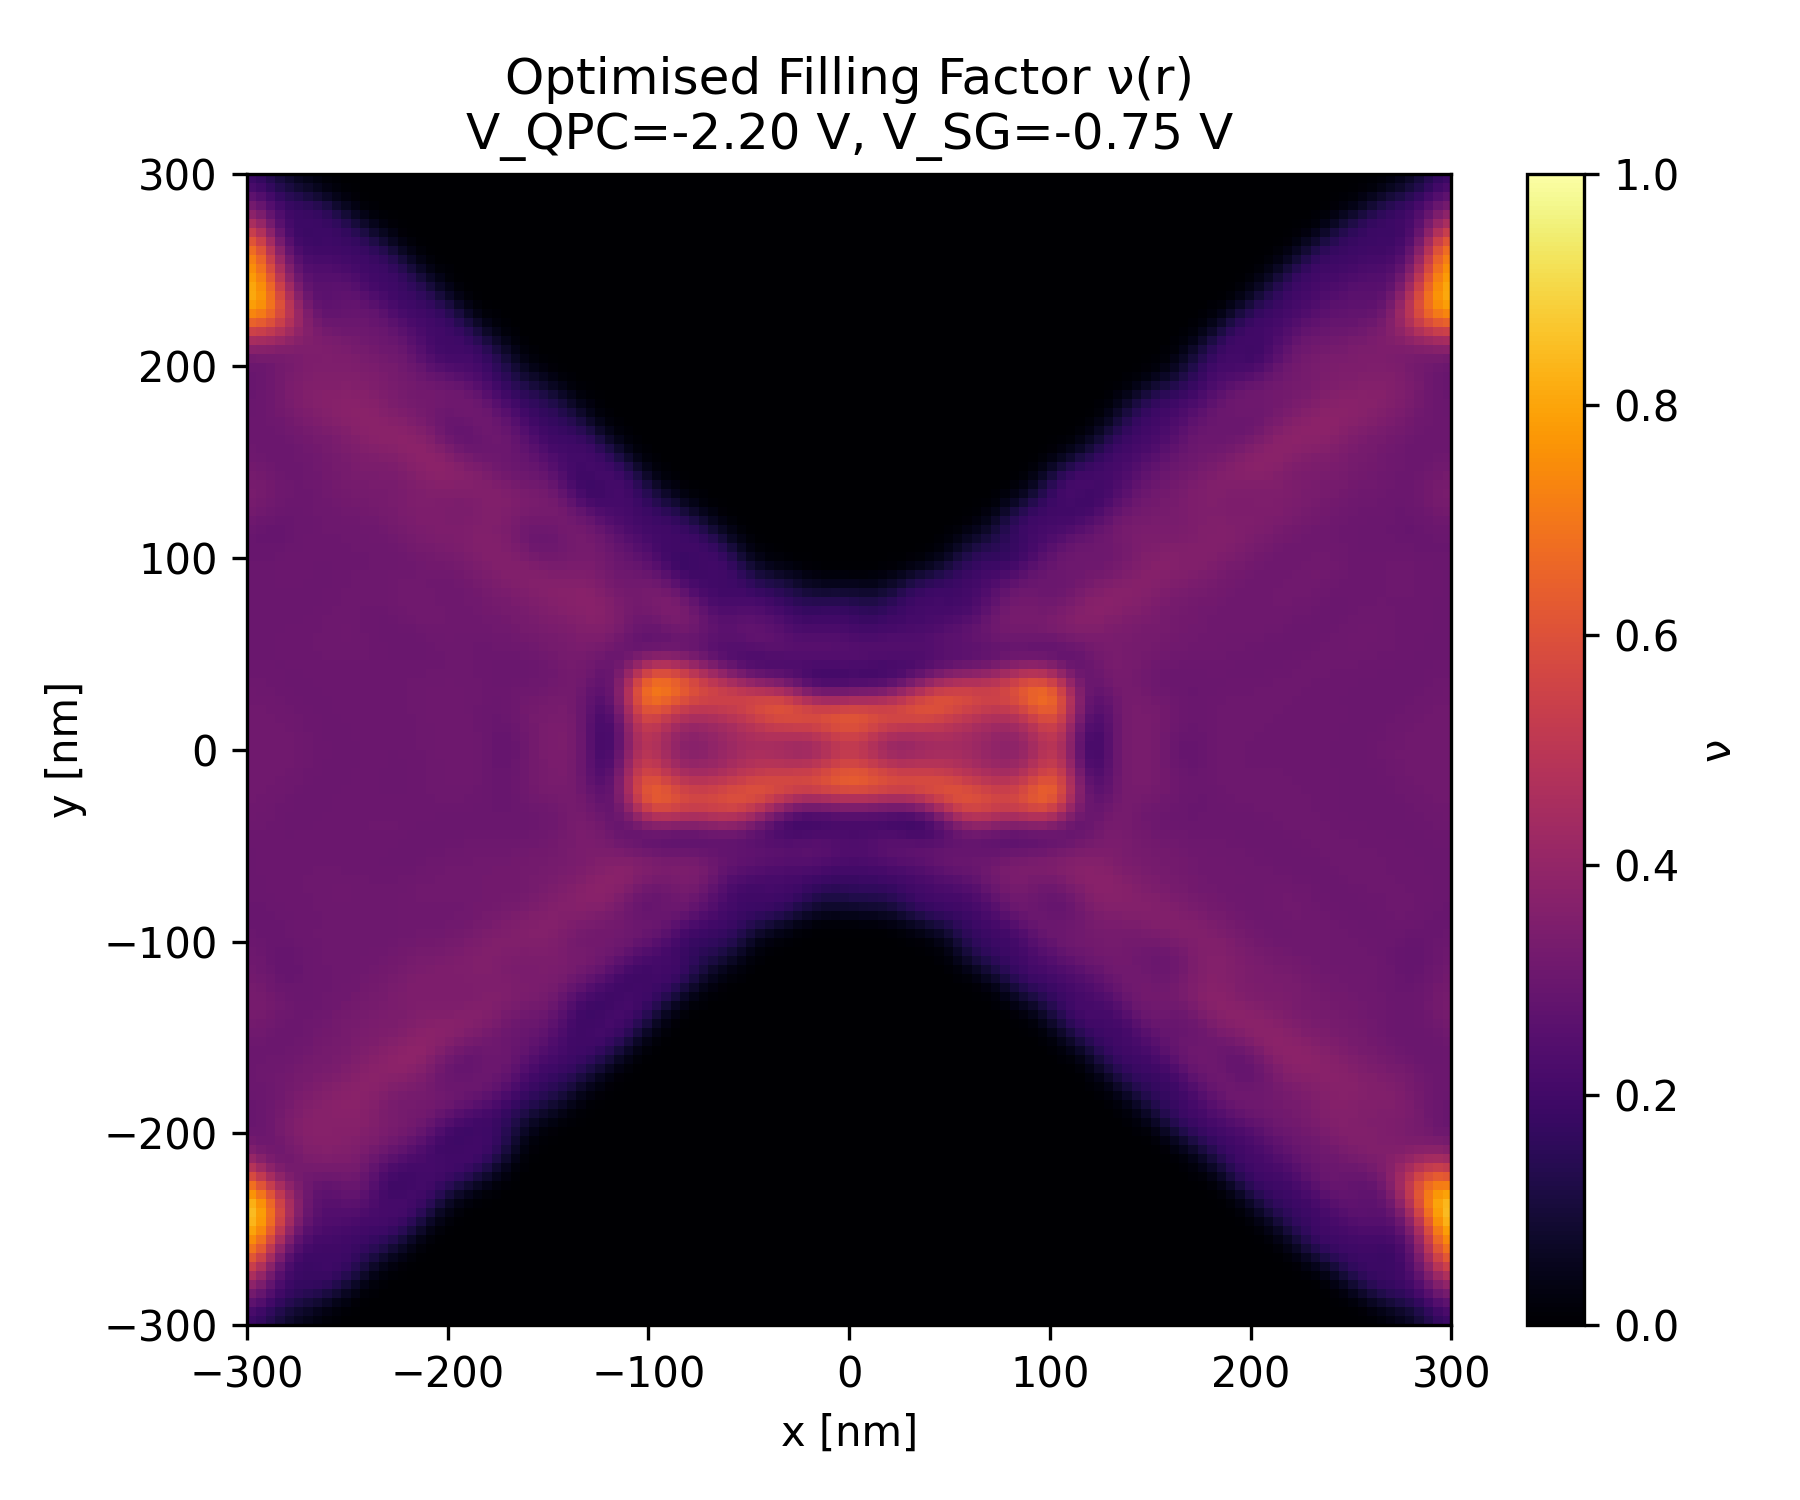 Optimised Filling Factor ν(r)
V_QPC=-2.20 V, V_SG=-0.75 V
300
200
100
0
−100
−200
−300
y [nm]
−300 −200 −100 0 100 200 300
x [nm]
1.0
0.8
0.6
0.4
0.2
0.0
ν